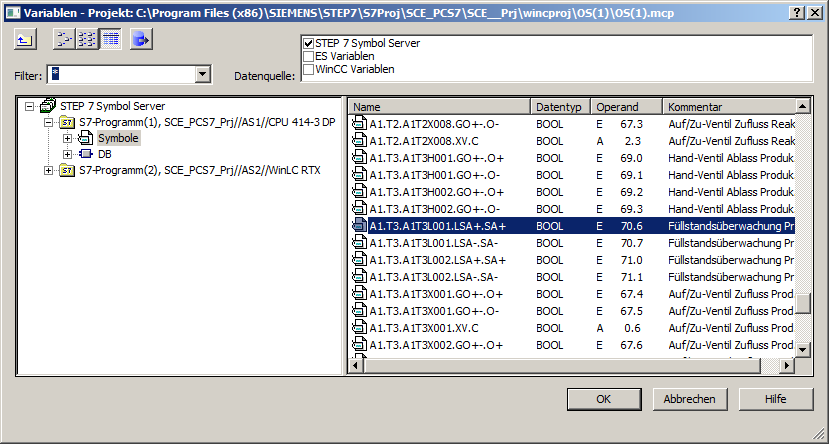 Variablen - Projekt: C:\Program Files (x86)\SIEMENS\STEP7\S7Proj\SCE_PCS7\SCE__Prj\wincproj\OS(1)\OS(1).mcp
STEP 7 Symbol Server
ES Variablen
WinCC Variablen
Filter: *
Datenquelle:
STEP 7 Symbol Server
S7-Programm(1), SCE_PCS7_Prj//AS1//CPU 414-3 DP
Symbole
DB
S7-Programm(2), SCE_PCS7_Prj//AS2//WinLC RTX
Name Datentyp Operand Kommentar
A1.T2.A1T2X008.GO+-.O- BOOL E 67.3 Auf/Zu-Ventil Zufluss Reak
A1.T2.A1T2X008.XV.C BOOL A 2.3 Auf/Zu-Ventil Zufluss Reak
A1.T3.A1T3H001.GO+-.O+ BOOL E 69.0 Hand-Ventil Ablass Produk
A1.T3.A1T3H001.GO+-.O- BOOL E 69.1 Hand-Ventil Ablass Produk
A1.T3.A1T3H002.GO+-.O+ BOOL E 69.2 Hand-Ventil Ablass Produk
A1.T3.A1T3H002.GO+-.O- BOOL E 69.3 Hand-Ventil Ablass Produk
A1.T3.A1T3L001.LSA+.SA+ BOOL E 70.6 Füllstandsüberwachung Pr
A1.T3.A1T3L001.LSA-.SA- BOOL E 70.7 Füllstandsüberwachung Pr
A1.T3.A1T3L002.LSA+.SA+ BOOL E 71.0 Füllstandsüberwachung Pr
A1.T3.A1T3L002.LSA-.SA- BOOL E 71.1 Füllstandsüberwachung Pr
A1.T3.A1T3X001.GO+-.O+ BOOL E 67.4 Auf/Zu-Ventil Zufluss Prod
A1.T3.A1T3X001.GO+-.O- BOOL E 67.5 Auf/Zu-Ventil Zufluss Prod
A1.T3.A1T3X001.XV.C BOOL A 0.6 Auf/Zu-Ventil Zufluss Prod
A1.T3.A1T3X002.GO+-.O+ BOOL E 67.6 Auf/Zu-Ventil Zufluss Prod
OK Abbrechen Hilfe